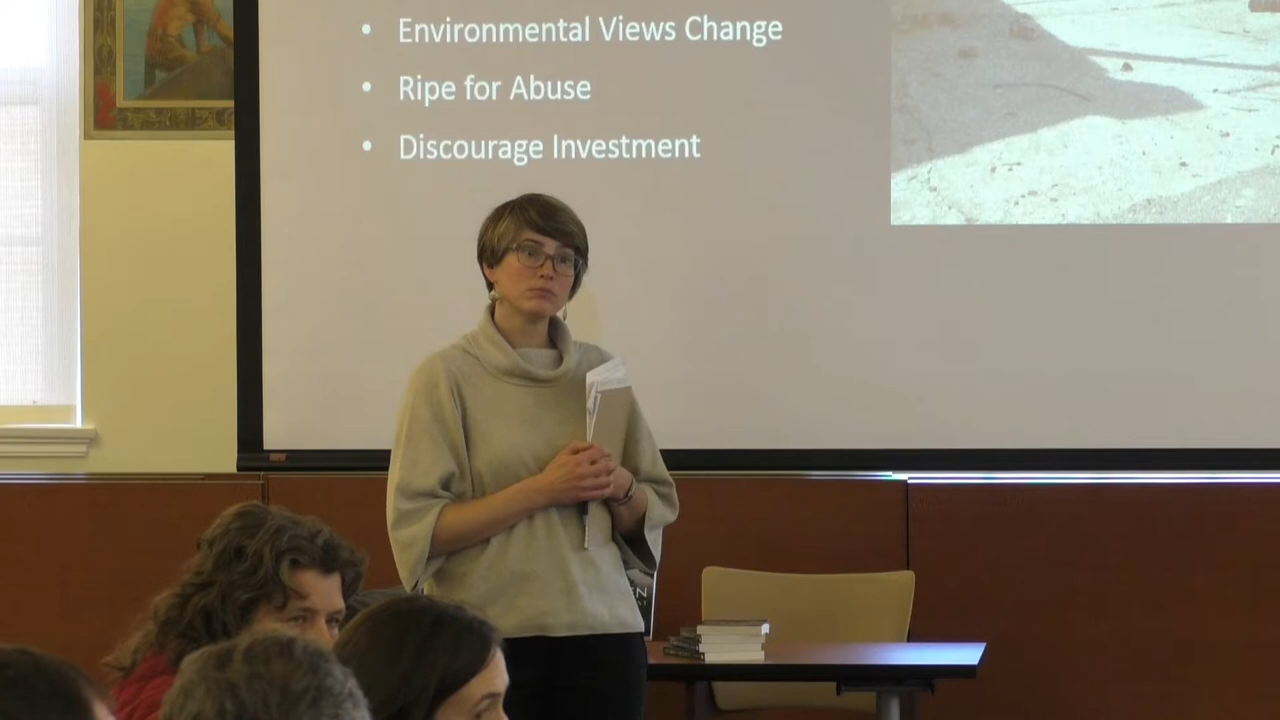 • Environmental Views Change
• Ripe for Abuse
• Discourage Investment